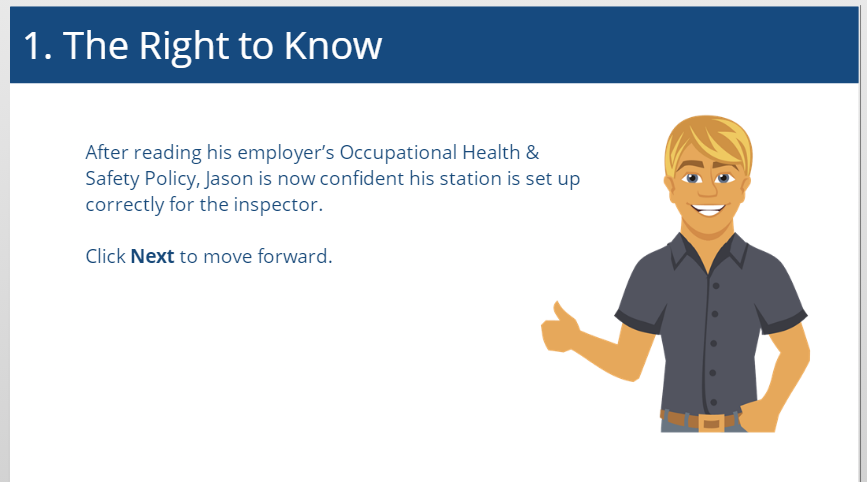 1. The Right to Know
After reading his employer’s Occupational Health &
Safety Policy, Jason is now confident his station is set up
correctly for the inspector.
Click Next to move forward.